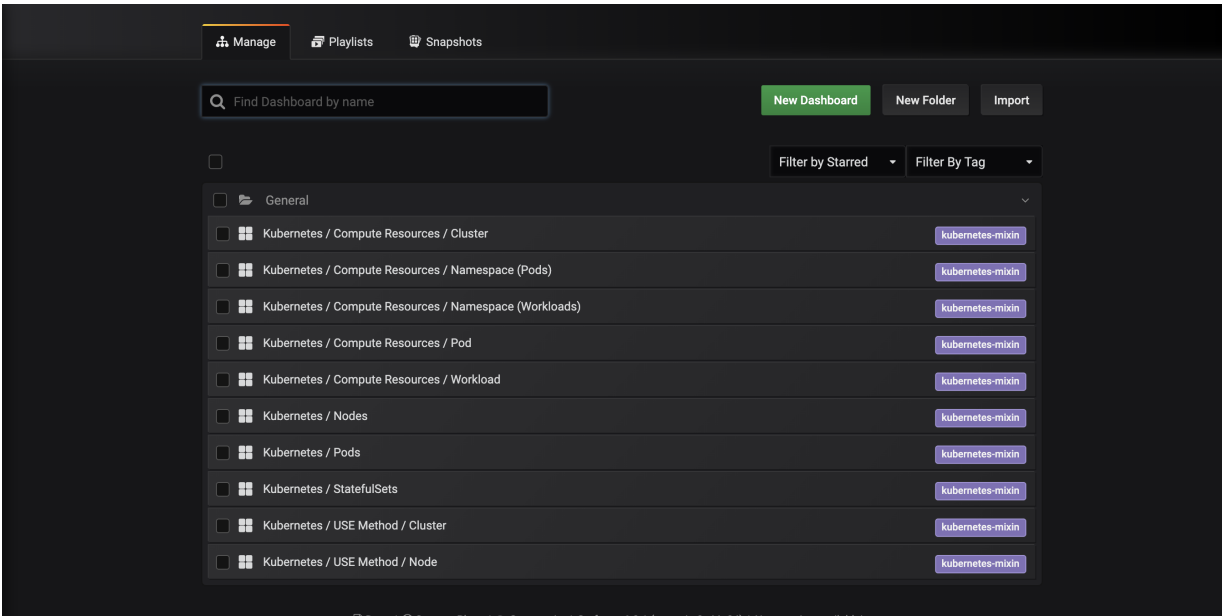 Manage Playlists Snapshots
Find Dashboard by name
New Dashboard New Folder Import
Filter by Starred Filter By Tag
General
Kubernetes / Compute Resources / Cluster kubernetes-mixin
Kubernetes / Compute Resources / Namespace (Pods) kubernetes-mixin
Kubernetes / Compute Resources / Namespace (Workloads) kubernetes-mixin
Kubernetes / Compute Resources / Pod kubernetes-mixin
Kubernetes / Compute Resources / Workload kubernetes-mixin
Kubernetes / Nodes kubernetes-mixin
Kubernetes / Pods kubernetes-mixin
Kubernetes / StatefulSets kubernetes-mixin
Kubernetes / USE Method / Cluster kubernetes-mixin
Kubernetes / USE Method / Node kubernetes-mixin